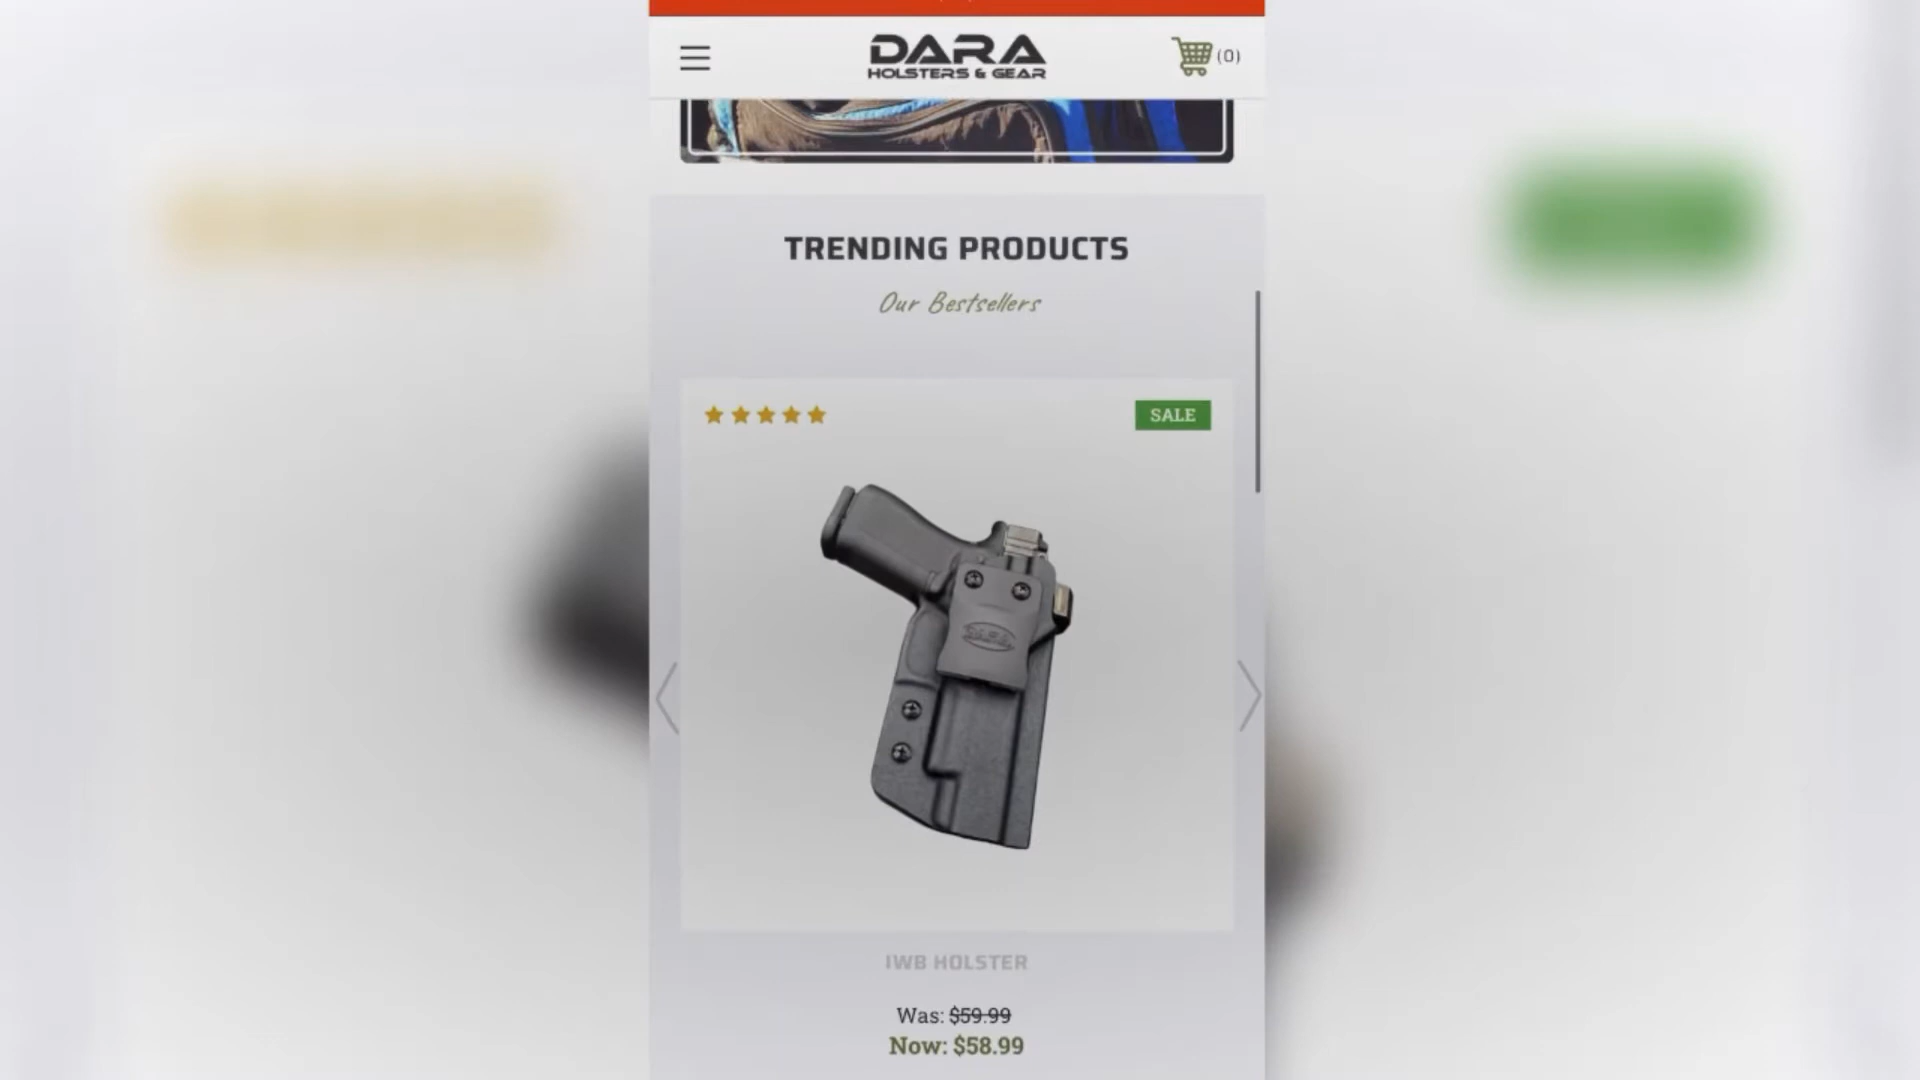 DARA
HOLSTERS & GEAR
(0)
TRENDING PRODUCTS
Our Bestsellers
SALE
DARA
IWB HOLSTER
Was: $59.99
Now: $58.99